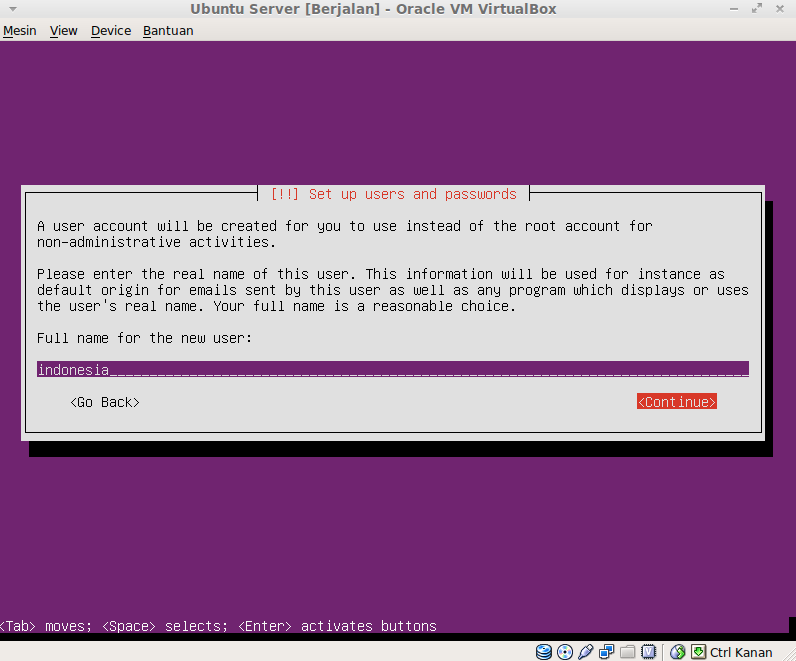 Ubuntu Server [Berjalan] - Oracle VM VirtualBox
Mesin View Device Bantuan
[!!] Set up users and passwords
A user account will be created for you to use instead of the root account for
non-administrative activities.
Please enter the real name of this user. This information will be used for instance as
default origin for emails sent by this user as well as any program which displays or uses
the user's real name. Your full name is a reasonable choice.
Full name for the new user:
indonesia
<Go Back> <Continue>
<Tab> moves; <Space> selects; <Enter> activates buttons
Ctrl Kanan